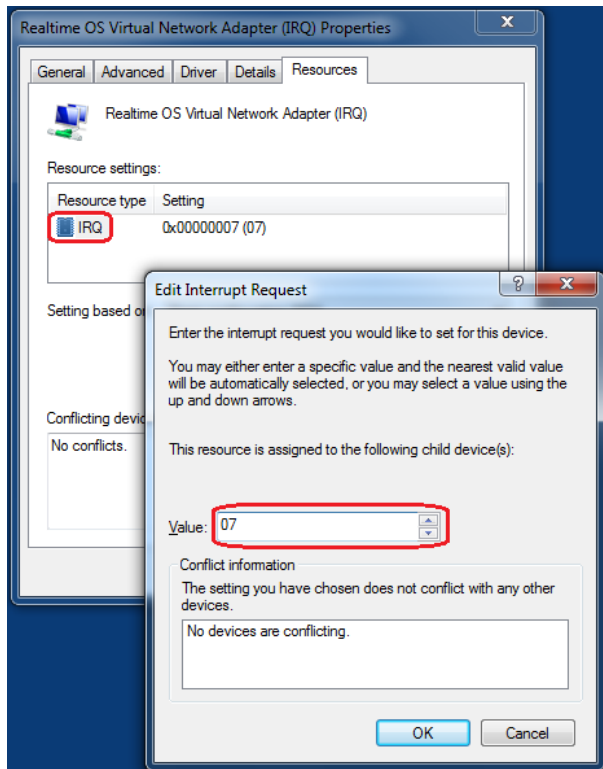 Realtime OS Virtual Network Adapter (IRQ) Properties
General Advanced Driver Details Resources
Realtime OS Virtual Network Adapter (IRQ)
Resource settings:
Resource type Setting
IRQ 0x00000007 (07)
Setting based
Conflicting
No conflicts.
Edit Interrupt Request
Enter the interrupt request you would like to set for this device.
You may either enter a specific value and the nearest valid value
will be automatically selected, or you may select a value using the
up and down arrows.
This resource is assigned to the following child device(s):
Value: 07
Conflict information
The setting you have chosen does not conflict with any other
devices.
No devices are conflicting.
OK Cancel